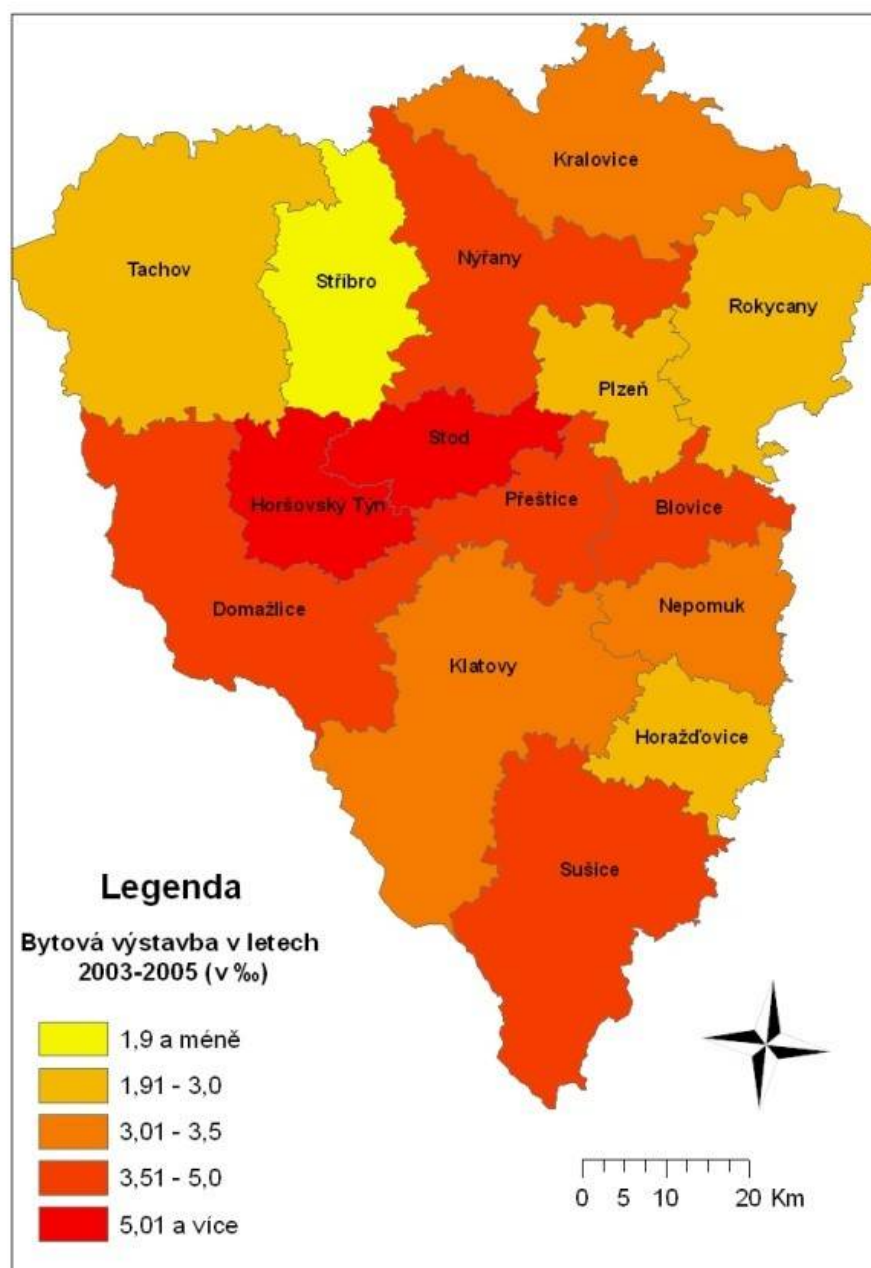 Kralovice
Tachov
Stříbro
Nýřany
Rokycany
Plzeň
Stod
Horšovský Týn
Přeštice
Blovice
Domažlice
Nepomuk
Klatovy
Horažďovice
Sušice
Legenda
Bytová výstavba v letech
2003-2005 (v ‰)
1,9 a méně
1,91 - 3,0
3,01 - 3,5
3,51 - 5,0
5,01 a více
0 5 10 20 Km